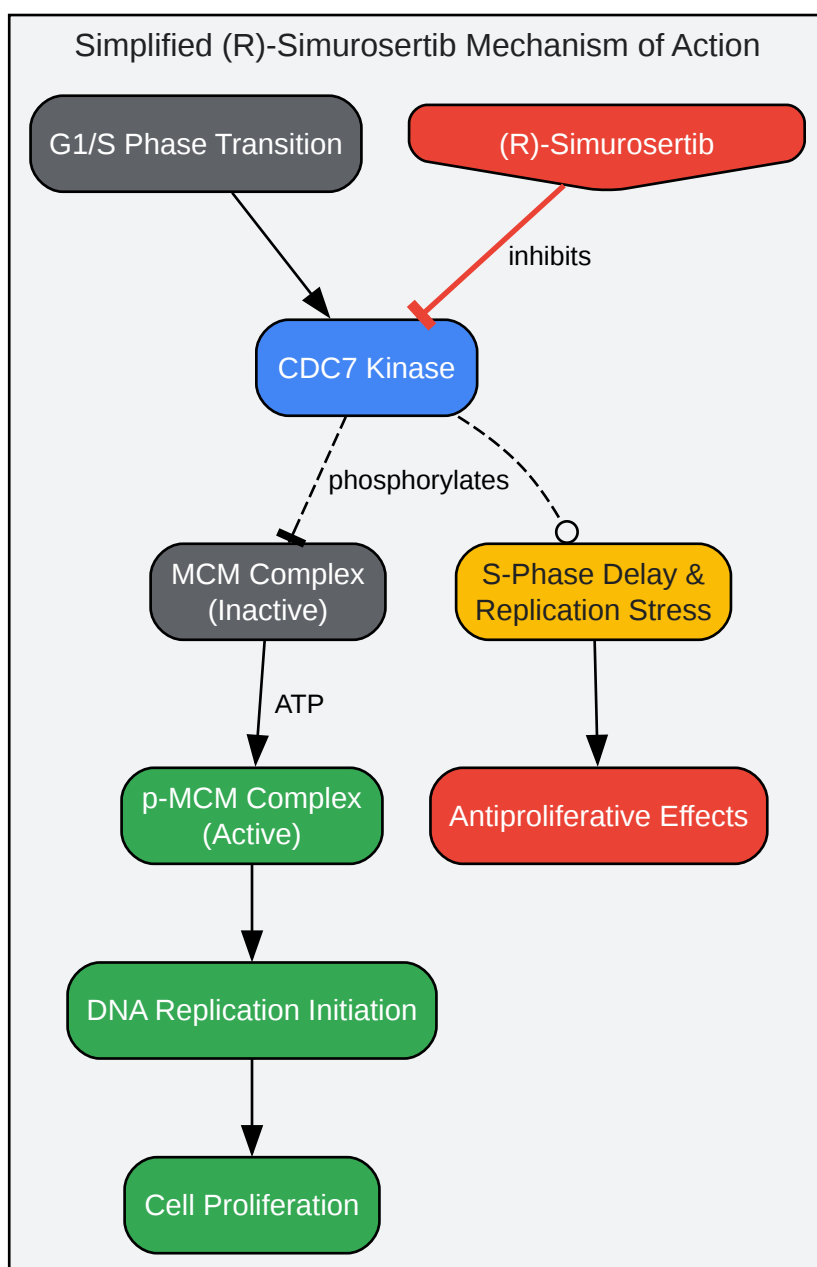 Simplified (R)-Simurosertib Mechanism of Action
G1/S Phase Transition
(R)-Simurosertib
inhibits
CDC7 Kinase
phosphorylates
MCM Complex
(Inactive)
S-Phase Delay &
Replication Stress
ATP
p-MCM Complex
(Active)
Antiproliferative Effects
DNA Replication Initiation
Cell Proliferation